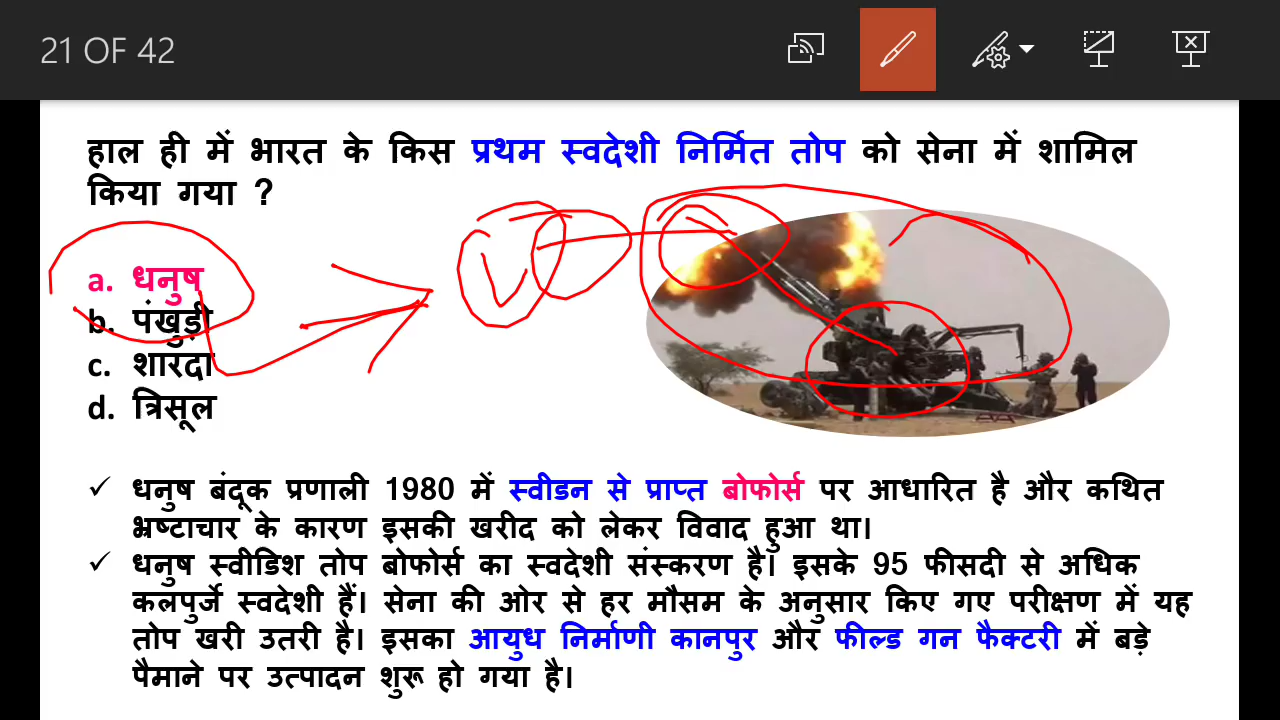 21 OF 42
हाल ही में भारत के किस प्रथम स्वदेशी निर्मित तोप को सेना में शामिल
किया गया ?
a. धनुष
b. पंखुड़ी
c. शारदा
d. त्रिसूल
✓ धनुष बंदूक प्रणाली 1980 में स्वीडन से प्राप्त बोफोर्स पर आधारित है और कथित
भ्रष्टाचार के कारण इसकी खरीद को लेकर विवाद हुआ था।
✓ धनुष स्वीडिश तोप बोफोर्स का स्वदेशी संस्करण है। इसके 95 फीसदी से अधिक
कलपुर्जे स्वदेशी हैं। सेना की ओर से हर मौसम के अनुसार किए गए परीक्षण में यह
तोप खरी उतरी है। इसका आयुध निर्माणी कानपुर और फील्ड गन फैक्टरी में बड़े
पैमाने पर उत्पादन शुरू हो गया है।